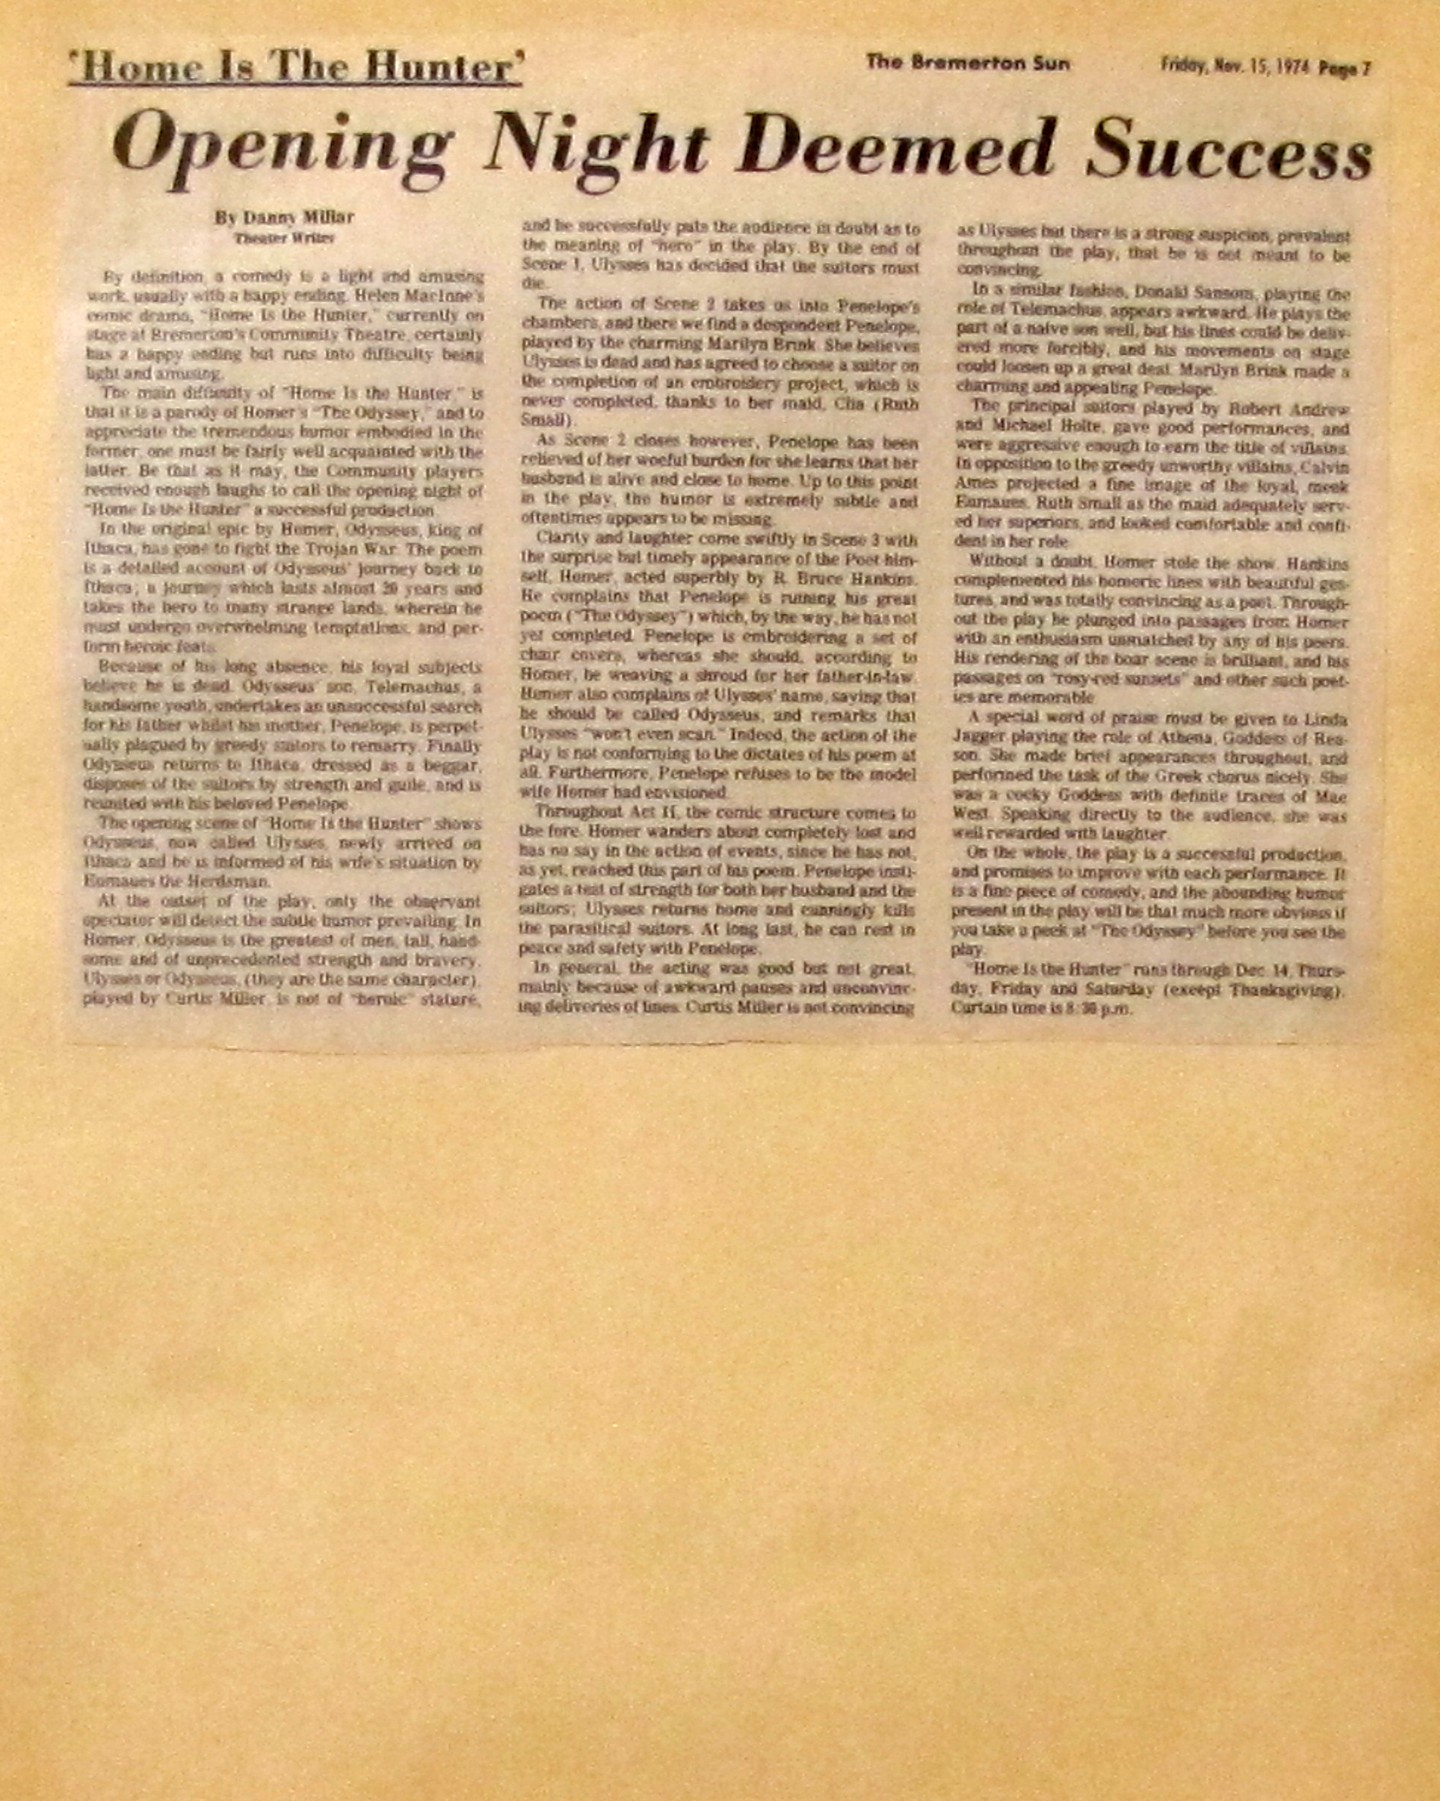 'Home Is The Hunter'
The Bremerton Sun
Friday, Nov. 15, 1974 Page 7
Opening Night Deemed Success
By Danny Millar
Theater Writer
By definition, a comedy is a light and amusing
work, usually with a happy ending. Helen MacInne's
comic drama, "Home Is the Hunter," currently on
stage at Bremerton's Community Theatre, certainly
has a happy ending but runs into difficulty being
light and amusing.
The main difficulty of "Home Is the Hunter," is
that it is a parody of Homer's "The Odyssey," and to
appreciate the tremendous humor embodied in the
former, one must be fairly well acquainted with the
latter. Be that as it may, the Community players
received enough laughs to call the opening night of
"Home Is the Hunter" a successful production.
In the original epic by Homer, Odysseus, king of
Ithaca, has gone to fight the Trojan War. The poem
is a detailed account of Odysseus' journey back to
Ithaca; a journey which lasts almost 20 years and
takes the hero to many strange lands, wherein he
must undergo overwhelming temptations, and per-
form heroic feats.
Because of his long absence, his loyal subjects
believe he is dead. Odysseus' son, Telemachus, a
handsome youth, undertakes an unsuccessful search
for his father whilst his mother, Penelope, is perpet-
ually plagued by greedy suitors to remarry. Finally
Odysseus returns to Ithaca, dressed as a beggar,
disposes of the suitors by strength and guile, and is
reunited with his beloved Penelope.
The opening scene of "Home Is the Hunter" shows
Odysseus, now called Ulysses, newly arrived on
Ithaca and he is informed of his wife's situation by
Eumaues the Herdsman.
At the outset of the play, only the observant
spectator will detect the subtle humor prevailing. In
Homer, Odysseus is the greatest of men, tall, hand-
some and of unprecedented strength and bravery.
Ulysses or Odysseus, (they are the same character),
played by Curtis Miller, is not of "heroic" stature,
and he successfully puts the audience in doubt as to
the meaning of "hero" in the play. By the end of
Scene 1, Ulysses has decided that the suitors must
die.
The action of Scene 2 takes us into Penelope's
chambers, and there we find a despondent Penelope,
played by the charming Marilyn Brink. She believes
Ulysses is dead and has agreed to choose a suitor on
the completion of an embroidery project, which is
never completed, thanks to her maid, Clia (Ruth
Small).
As Scene 2 closes however, Penelope has been
relieved of her woeful burden for she learns that her
husband is alive and close to home. Up to this point
in the play, the humor is extremely subtle and
oftentimes appears to be missing.
Clarity and laughter come swiftly in Scene 3 with
the surprise but timely appearance of the Poet him-
self, Homer, acted superbly by R. Bruce Hankins.
He complains that Penelope is ruining his great
poem ("The Odyssey") which, by the way, he has not
yet completed. Penelope is embroidering a set of
chair covers, whereas she should, according to
Homer, be weaving a shroud for her father-in-law.
Homer also complains of Ulysses' name, saying that
he should be called Odysseus, and remarks that
Ulysses "won't even scan." Indeed, the action of the
play is not conforming to the dictates of his poem at
all. Furthermore, Penelope refuses to be the model
wife Homer had envisioned.
Throughout Act II, the comic structure comes to
the fore. Homer wanders about completely lost and
has no say in the action of events, since he has not,
as yet, reached this part of his poem. Penelope insti-
gates a test of strength for both her husband and the
suitors; Ulysses returns home and cunningly kills
the parasitical suitors. At long last, he can rest in
peace and safety with Penelope.
In general, the acting was good but not great,
mainly because of awkward pauses and unconvinc-
ing deliveries of lines. Curtis Miller is not convincing
as Ulysses but there is a strong suspicion, prevalent
throughout the play, that he is not meant to be
convincing.
In a similar fashion, Donald Sansom, playing the
role of Telemachus, appears awkward. He plays the
part of a naive son well, but his lines could be deliv-
ered more forcibly, and his movements on stage
could loosen up a great deal. Marilyn Brink made a
charming and appealing Penelope.
The principal suitors played by Robert Andrew
and Michael Holte, gave good performances, and
were aggressive enough to earn the title of villains.
In opposition to the greedy unworthy villains, Calvin
Ames projected a fine image of the loyal, meek
Eumaues. Ruth Small as the maid adequately serv-
ed her superiors, and looked comfortable and confi-
dent in her role.
Without a doubt, Homer stole the show. Hankins
complemented his homeric lines with beautiful ges-
tures, and was totally convincing as a poet. Through-
out the play he plunged into passages from Homer
with an enthusiasm unmatched by any of his peers.
His rendering of the boar scene is brilliant, and his
passages on "rosy-red sunsets" and other such poet-
ics are memorable.
A special word of praise must be given to Linda
Jagger playing the role of Athena, Goddess of Rea-
son. She made brief appearances throughout, and
performed the task of the Greek chorus nicely. She
was a cocky Goddess with definite traces of Mae
West. Speaking directly to the audience, she was
well rewarded with laughter.
On the whole, the play is a successful production,
and promises to improve with each performance. It
is a fine piece of comedy, and the abounding humor
present in the play will be that much more obvious if
you take a peek at "The Odyssey" before you see the
play.
"Home Is the Hunter" runs through Dec. 14, Thurs-
day, Friday and Saturday (except Thanksgiving).
Curtain time is 8:30 p.m.